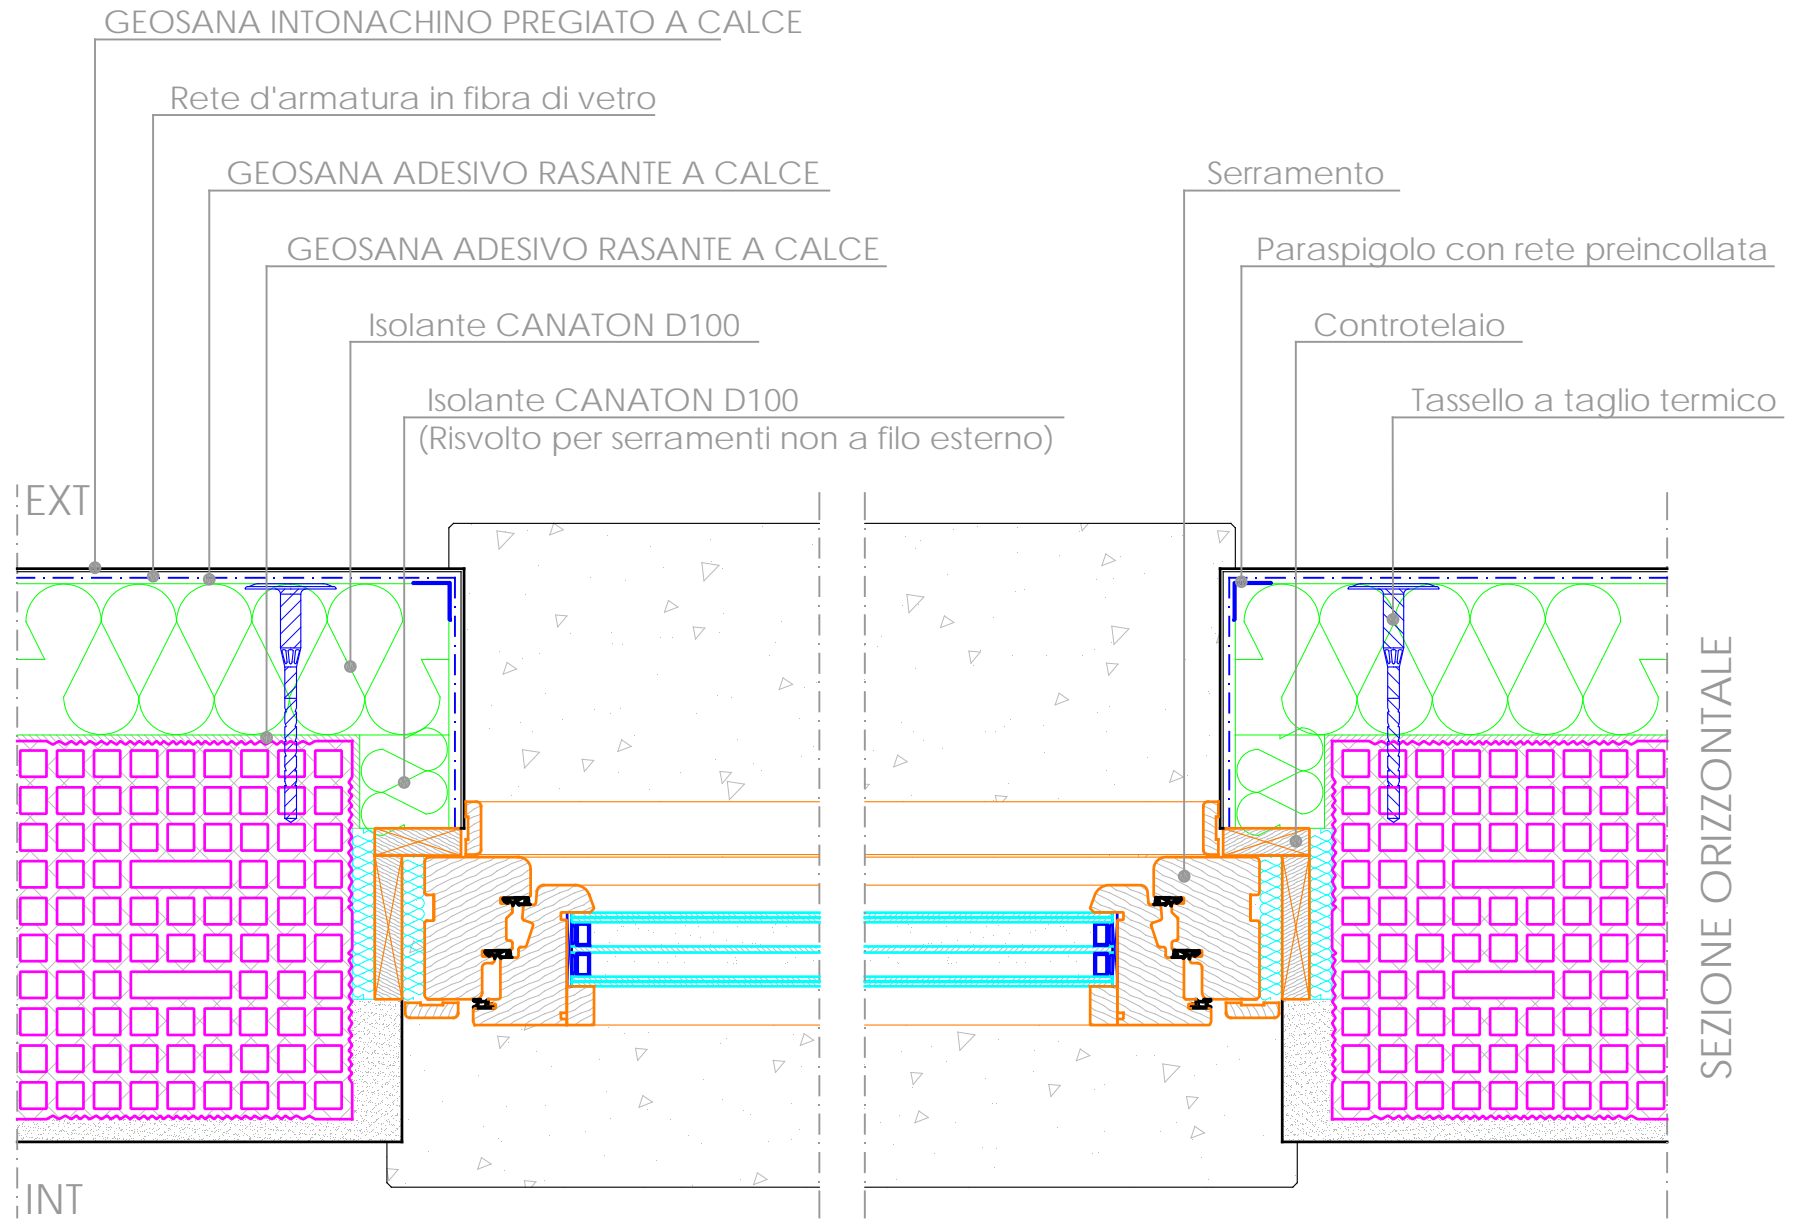 GEOSANA INTONACHINO PREGIATO A CALCE
Rete d'armatura in fibra di vetro
GEOSANA ADESIVO RASANTE A CALCE
GEOSANA ADESIVO RASANTE A CALCE
Isolante CANATON D100
Isolante CANATON D100
(Risvolto per serramenti non a filo esterno)
Serramento
Paraspigolo con rete preincollata
Controtelaio
Tassello a taglio termico
EXT
INT
SEZIONE ORIZZONTALE